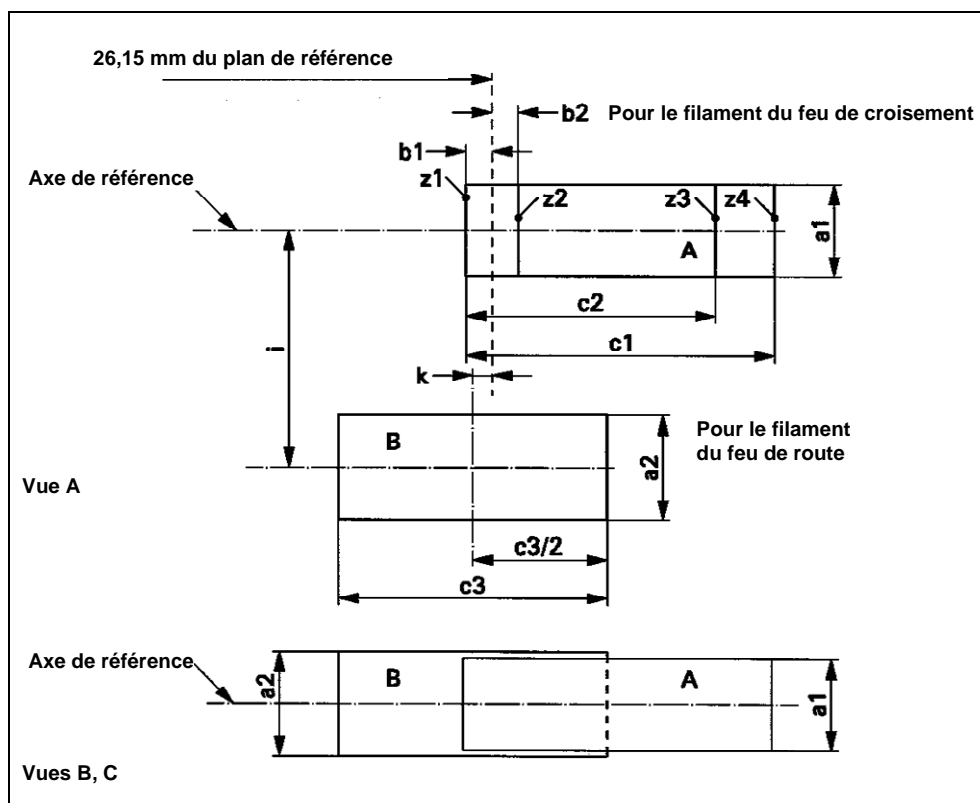 26,15 mm du plan de référence
b2 Pour le filament du feu de croisement
b1
Axe de référence
z1 z2 z3 z4
A
a1
c2
c1
i
k
B
Pour le filament
du feu de route
a2
Vue A
c3/2
c3
Axe de référence
a2
B
A
a1
Vues B, C